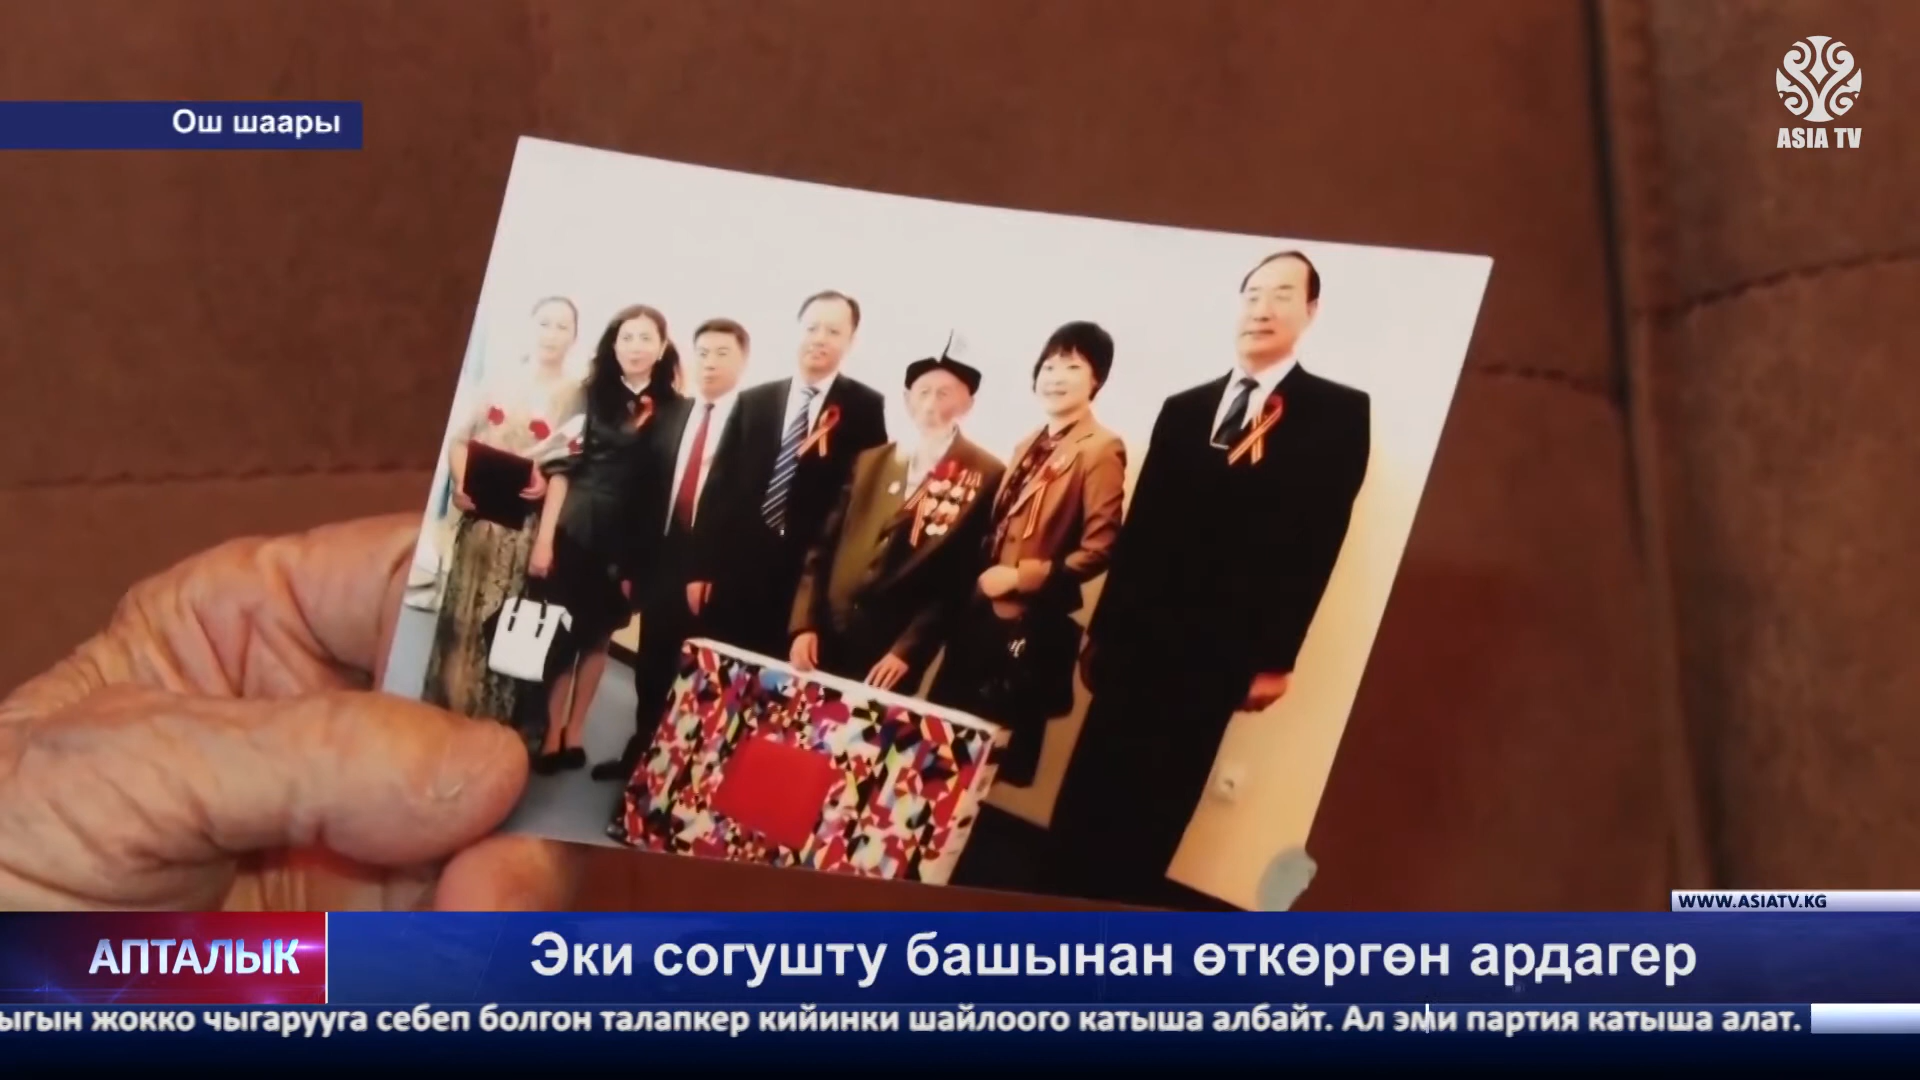 ASIA TV
Ош шаары
WWW.ASIATV.KG
АПТАЛЫК
Эки согушту башынан өткөргөн ардагер
жокко чыгарууга себеп болгон талапкер кийинки шайлоого катыша албайт. Ал эми партия катыша алат.